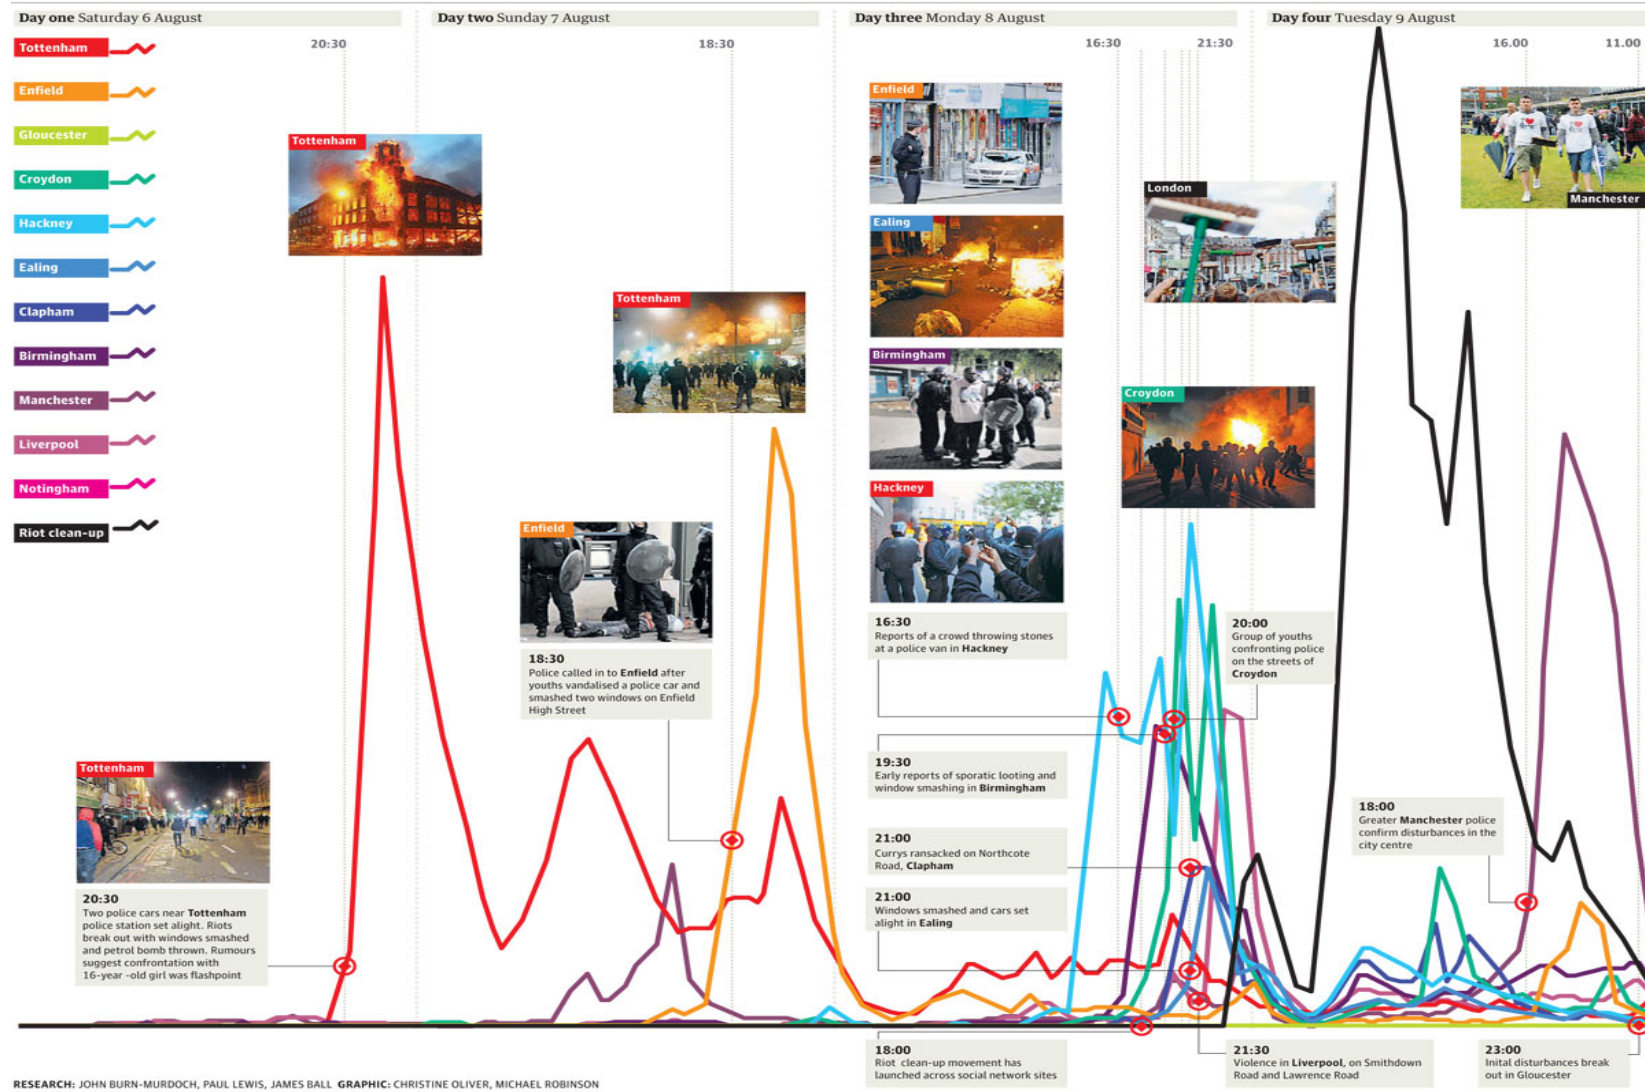 Day one Saturday 6 August
Day two Sunday 7 August
Day three Monday 8 August
Day four Tuesday 9 August
20:30
18:30
16:30
21:30
16.00
11.00
Tottenham
Enfield
Gloucester
Croydon
Hackney
Ealing
Clapham
Birmingham
Manchester
Liverpool
Notingham
Riot clean-up
Tottenham
Tottenham
Enfield
Tottenham
Enfield
Ealing
Birmingham
Hackney
London
Croydon
Manchester
20:30
Two police cars near Tottenham
police station set alight. Riots
break out with windows smashed
and petrol bomb thrown. Rumours
suggest confrontation with
16-year -old girl was flashpoint
18:30
Police called in to Enfield after
youths vandalised a police car and
smashed two windows on Enfield
High Street
16:30
Reports of a crowd throwing stones
at a police van in Hackney
19:30
Early reports of sporatic looting and
window smashing in Birmingham
21:00
Currys ransacked on Northcote
Road, Clapham
21:00
Windows smashed and cars set
alight in Ealing
18:00
Riot clean-up movement has
launched across social network sites
20:00
Group of youths
confronting police
on the streets of
Croydon
21:30
Violence in Liverpool, on Smithdown
Road and Lawrence Road
18:00
Greater Manchester police
confirm disturbances in the
city centre
23:00
Inital disturbances break
out in Gloucester
RESEARCH: JOHN BURN-MURDOCH, PAUL LEWIS, JAMES BALL GRAPHIC: CHRISTINE OLIVER, MICHAEL ROBINSON